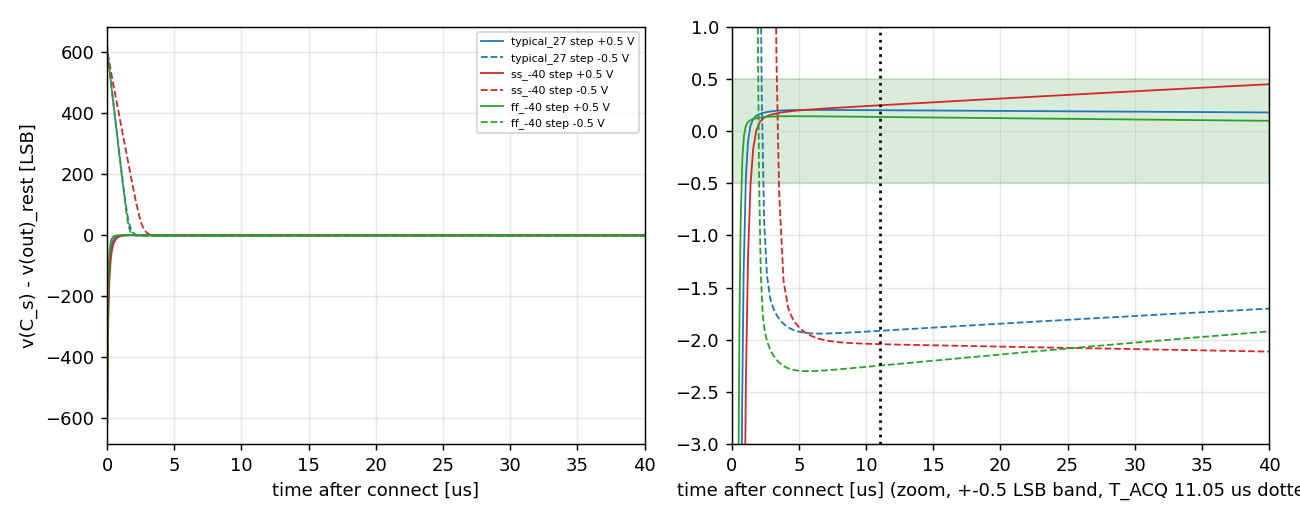 v(C_s) - v(out)_rest [LSB]
600
400
200
0
−200
−400
−600
0 5 10 15 20 25 30 35 40
time after connect [us]
typical_27 step +0.5 V
typical_27 step -0.5 V
ss_-40 step +0.5 V
ss_-40 step -0.5 V
ff_-40 step +0.5 V
ff_-40 step -0.5 V
1.0
0.5
0.0
−0.5
−1.0
−1.5
−2.0
−2.5
−3.0
0 5 10 15 20 25 30 35 40
time after connect [us] (zoom, +-0.5 LSB band, T_ACQ 11.05 us dotte